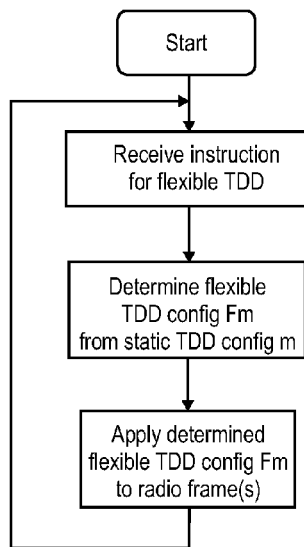 Start
Receive instruction
for flexible TDD
Determine flexible
TDD config Fm
from static TDD config m
Apply determined
flexible TDD config Fm
to radio frame(s)